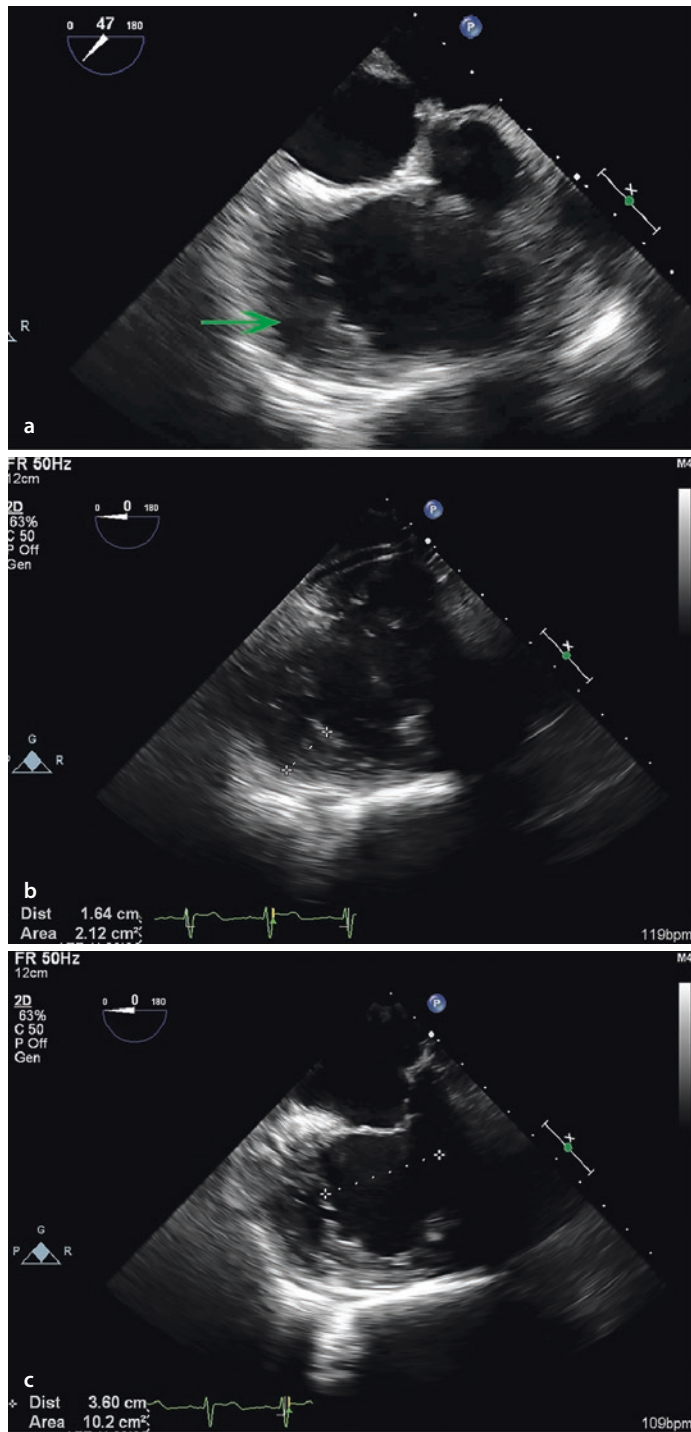 0 47 180
P
X
R
a
FR 50Hz
12cm
M4
2D
63%
C 50
P Off
Gen
0 0 180
P
X
G
R
b
Dist 1.64 cm
Area 2.12 cm²
119bpm
FR 50Hz
12cm
M4
2D
63%
C 50
P Off
Gen
0 0 180
P
X
G
P R
c
Dist 3.60 cm
Area 10.2 cm²
109bpm